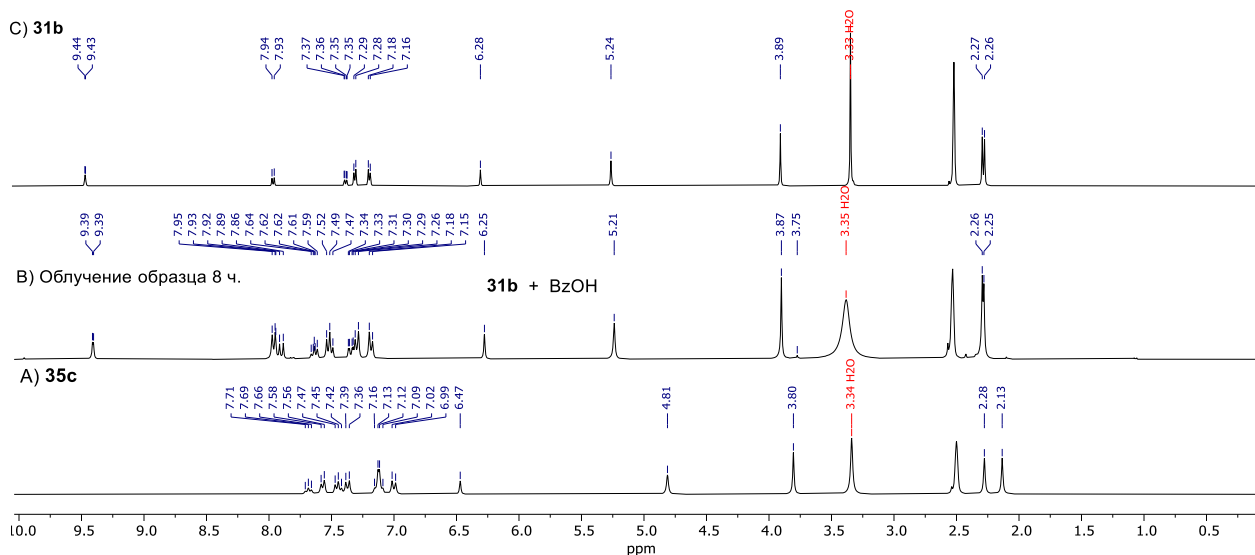 C) 31b
9.44 9.43 7.94 7.93 7.37 7.36 7.35 7.35 7.29 7.28 7.18 7.16 6.28 5.24 3.89 3.33 H2O 2.27 2.26
9.39 9.39 7.95 7.93 7.92 7.89 7.86 7.64 7.62 7.62 7.61 7.59 7.52 7.49 7.47 7.34 7.33 7.31 7.30 7.29 7.26 7.18 7.15 6.25 5.21 3.87 3.75 3.35 H2O 2.26 2.25
B) Облучение образца 8 ч.
31b + BzOH
A) 35c
7.71 7.69 7.66 7.58 7.56 7.47 7.45 7.42 7.39 7.36 7.16 7.13 7.12 7.09 7.02 6.99 6.47 4.81 3.80 3.34 H2O 2.28 2.13
10.0 9.5 9.0 8.5 8.0 7.5 7.0 6.5 6.0 5.5 5.0 4.5 4.0 3.5 3.0 2.5 2.0 1.5 1.0 0.5
ppm